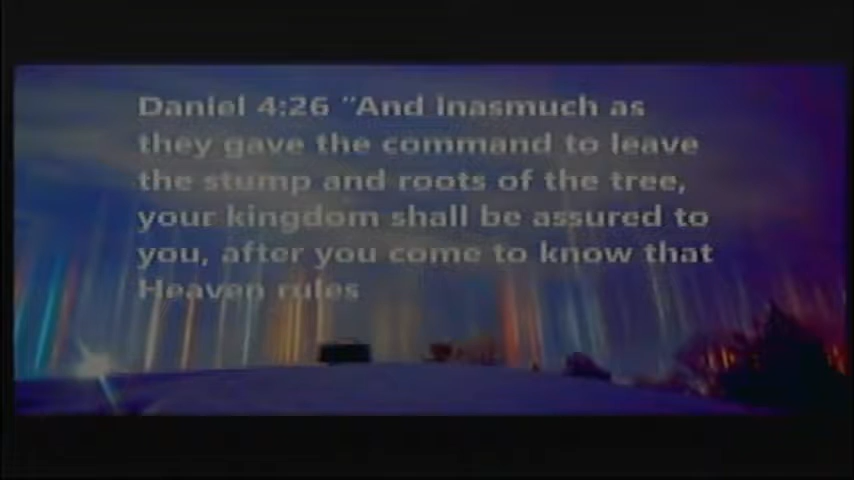 Daniel 4:26 "And inasmuch as
they gave the command to leave
the stump and roots of the tree,
your kingdom shall be assured to
you, after you come to know that
Heaven rules